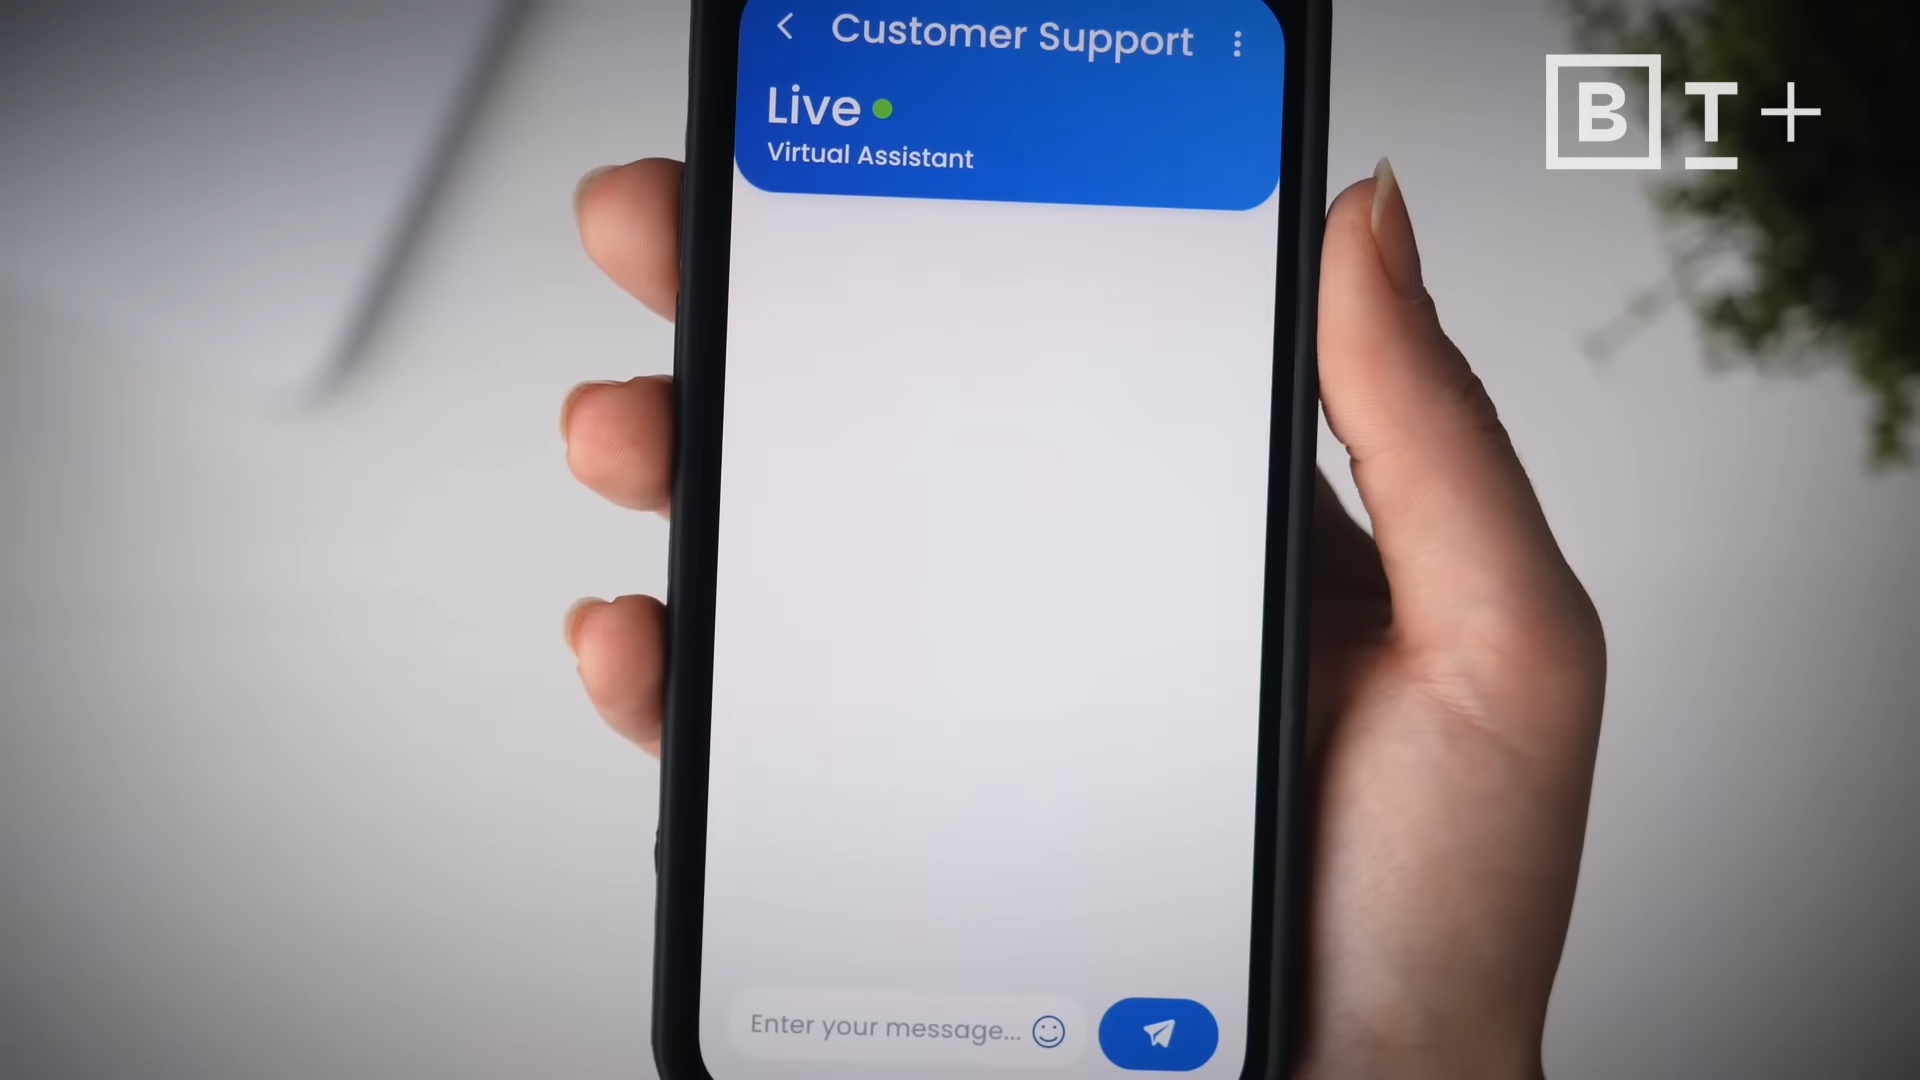 Customer Support
Live
Virtual Assistant
Enter your message...
BT+